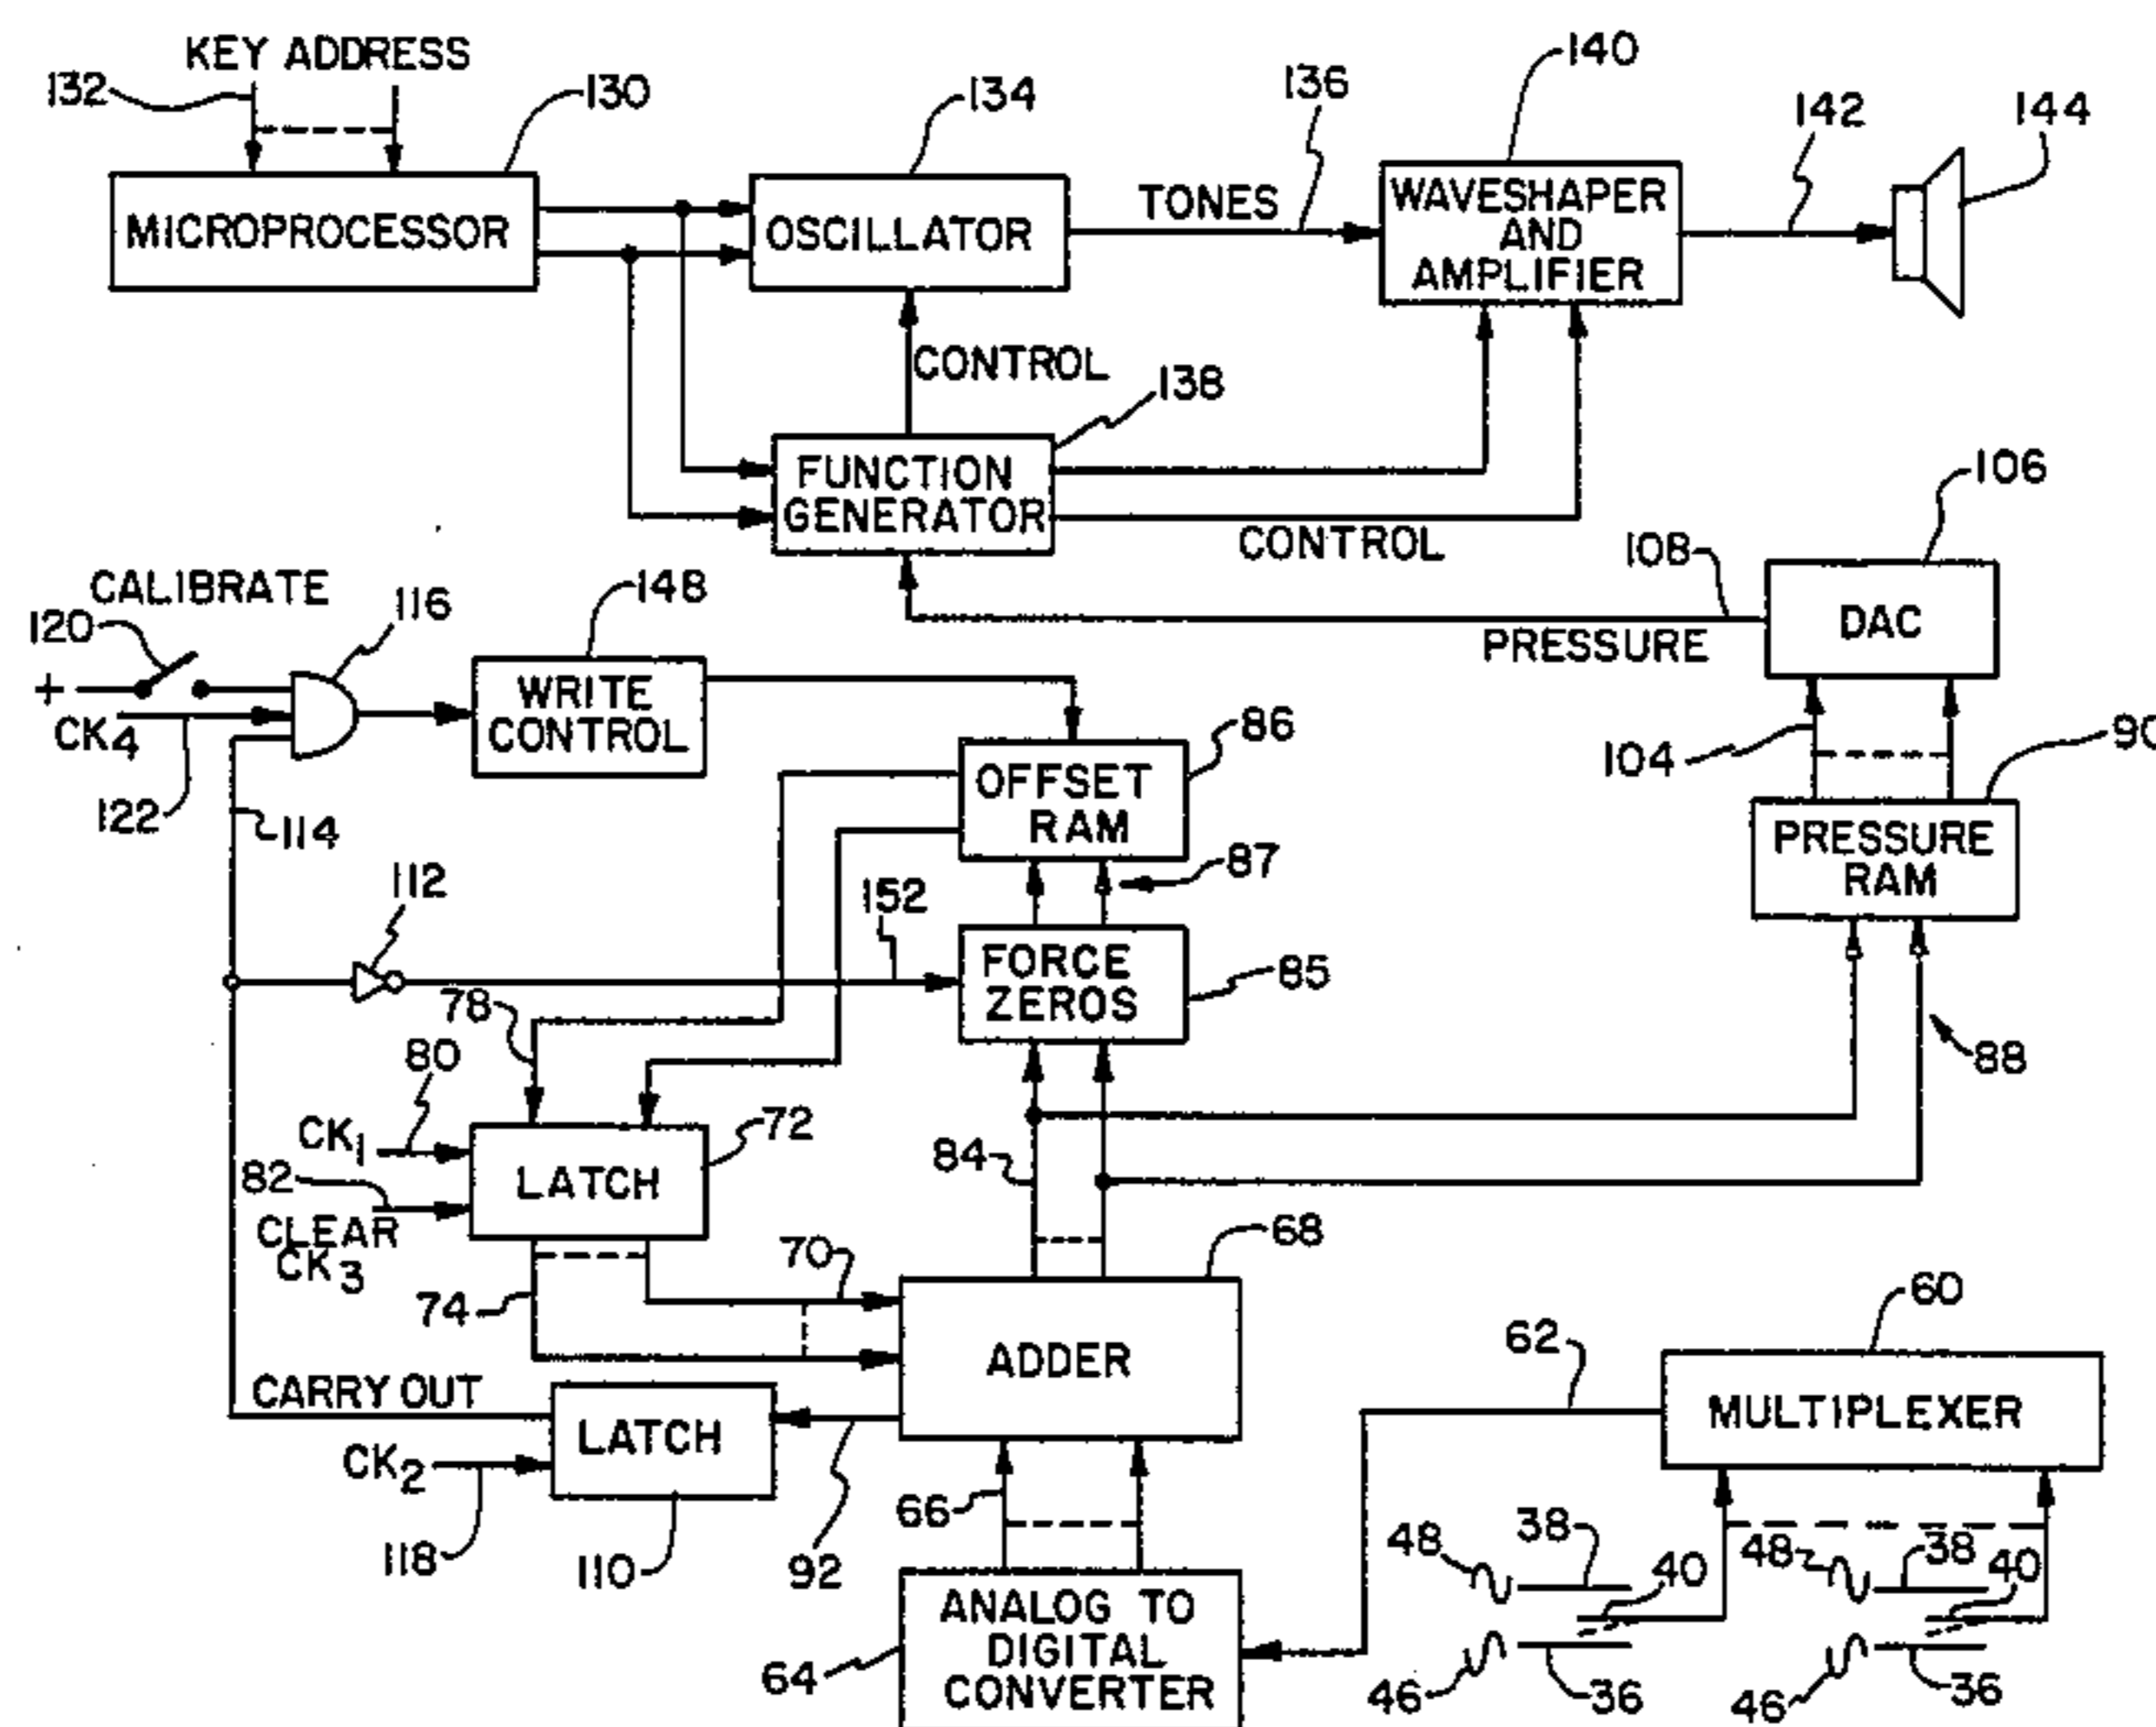 KEY ADDRESS
132
130
134
136
140
142
144
MICROPROCESSOR
OSCILLATOR
TONES
WAVESHAPER
AND
AMPLIFIER
CONTROL
138
FUNCTION
GENERATOR
CONTROL
106
108
DAC
PRESSURE
CALIBRATE
120
116
148
+
CK4
122
114
WRITE
CONTROL
86
OFFSET
RAM
104
90
PRESSURE
RAM
87
112
152
FORCE
ZEROS
85
78
80
88
CK1
72
LATCH
82
CLEAR
CK3
84
74
70
68
ADDER
62
60
MULTIPLEXER
CARRY OUT
LATCH
CK2
118
110
92
66
48
38
40
48
38
40
ANALOG TO
DIGITAL
CONVERTER
64
46
36
46
36